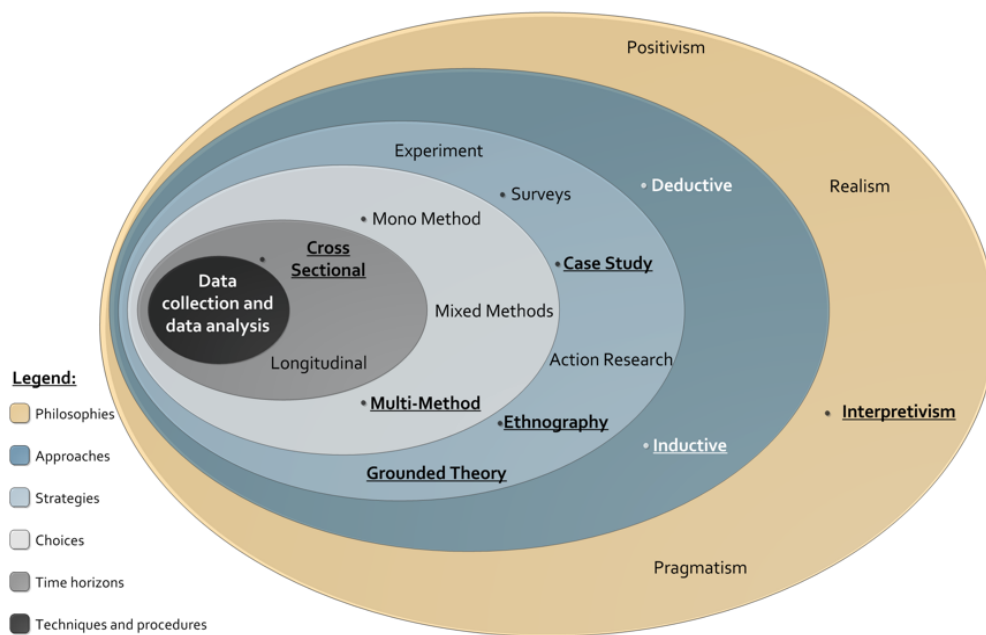 Positivism
Experiment
Surveys
Deductive
Realism
Mono Method
Cross
Sectional
Case Study
Data
collection and
data analysis
Mixed Methods
Longitudinal
Action Research
Multi-Method
Ethnography
Interpretivism
Inductive
Grounded Theory
Pragmatism
Legend:
Philosophies
Approaches
Strategies
Choices
Time horizons
Techniques and procedures